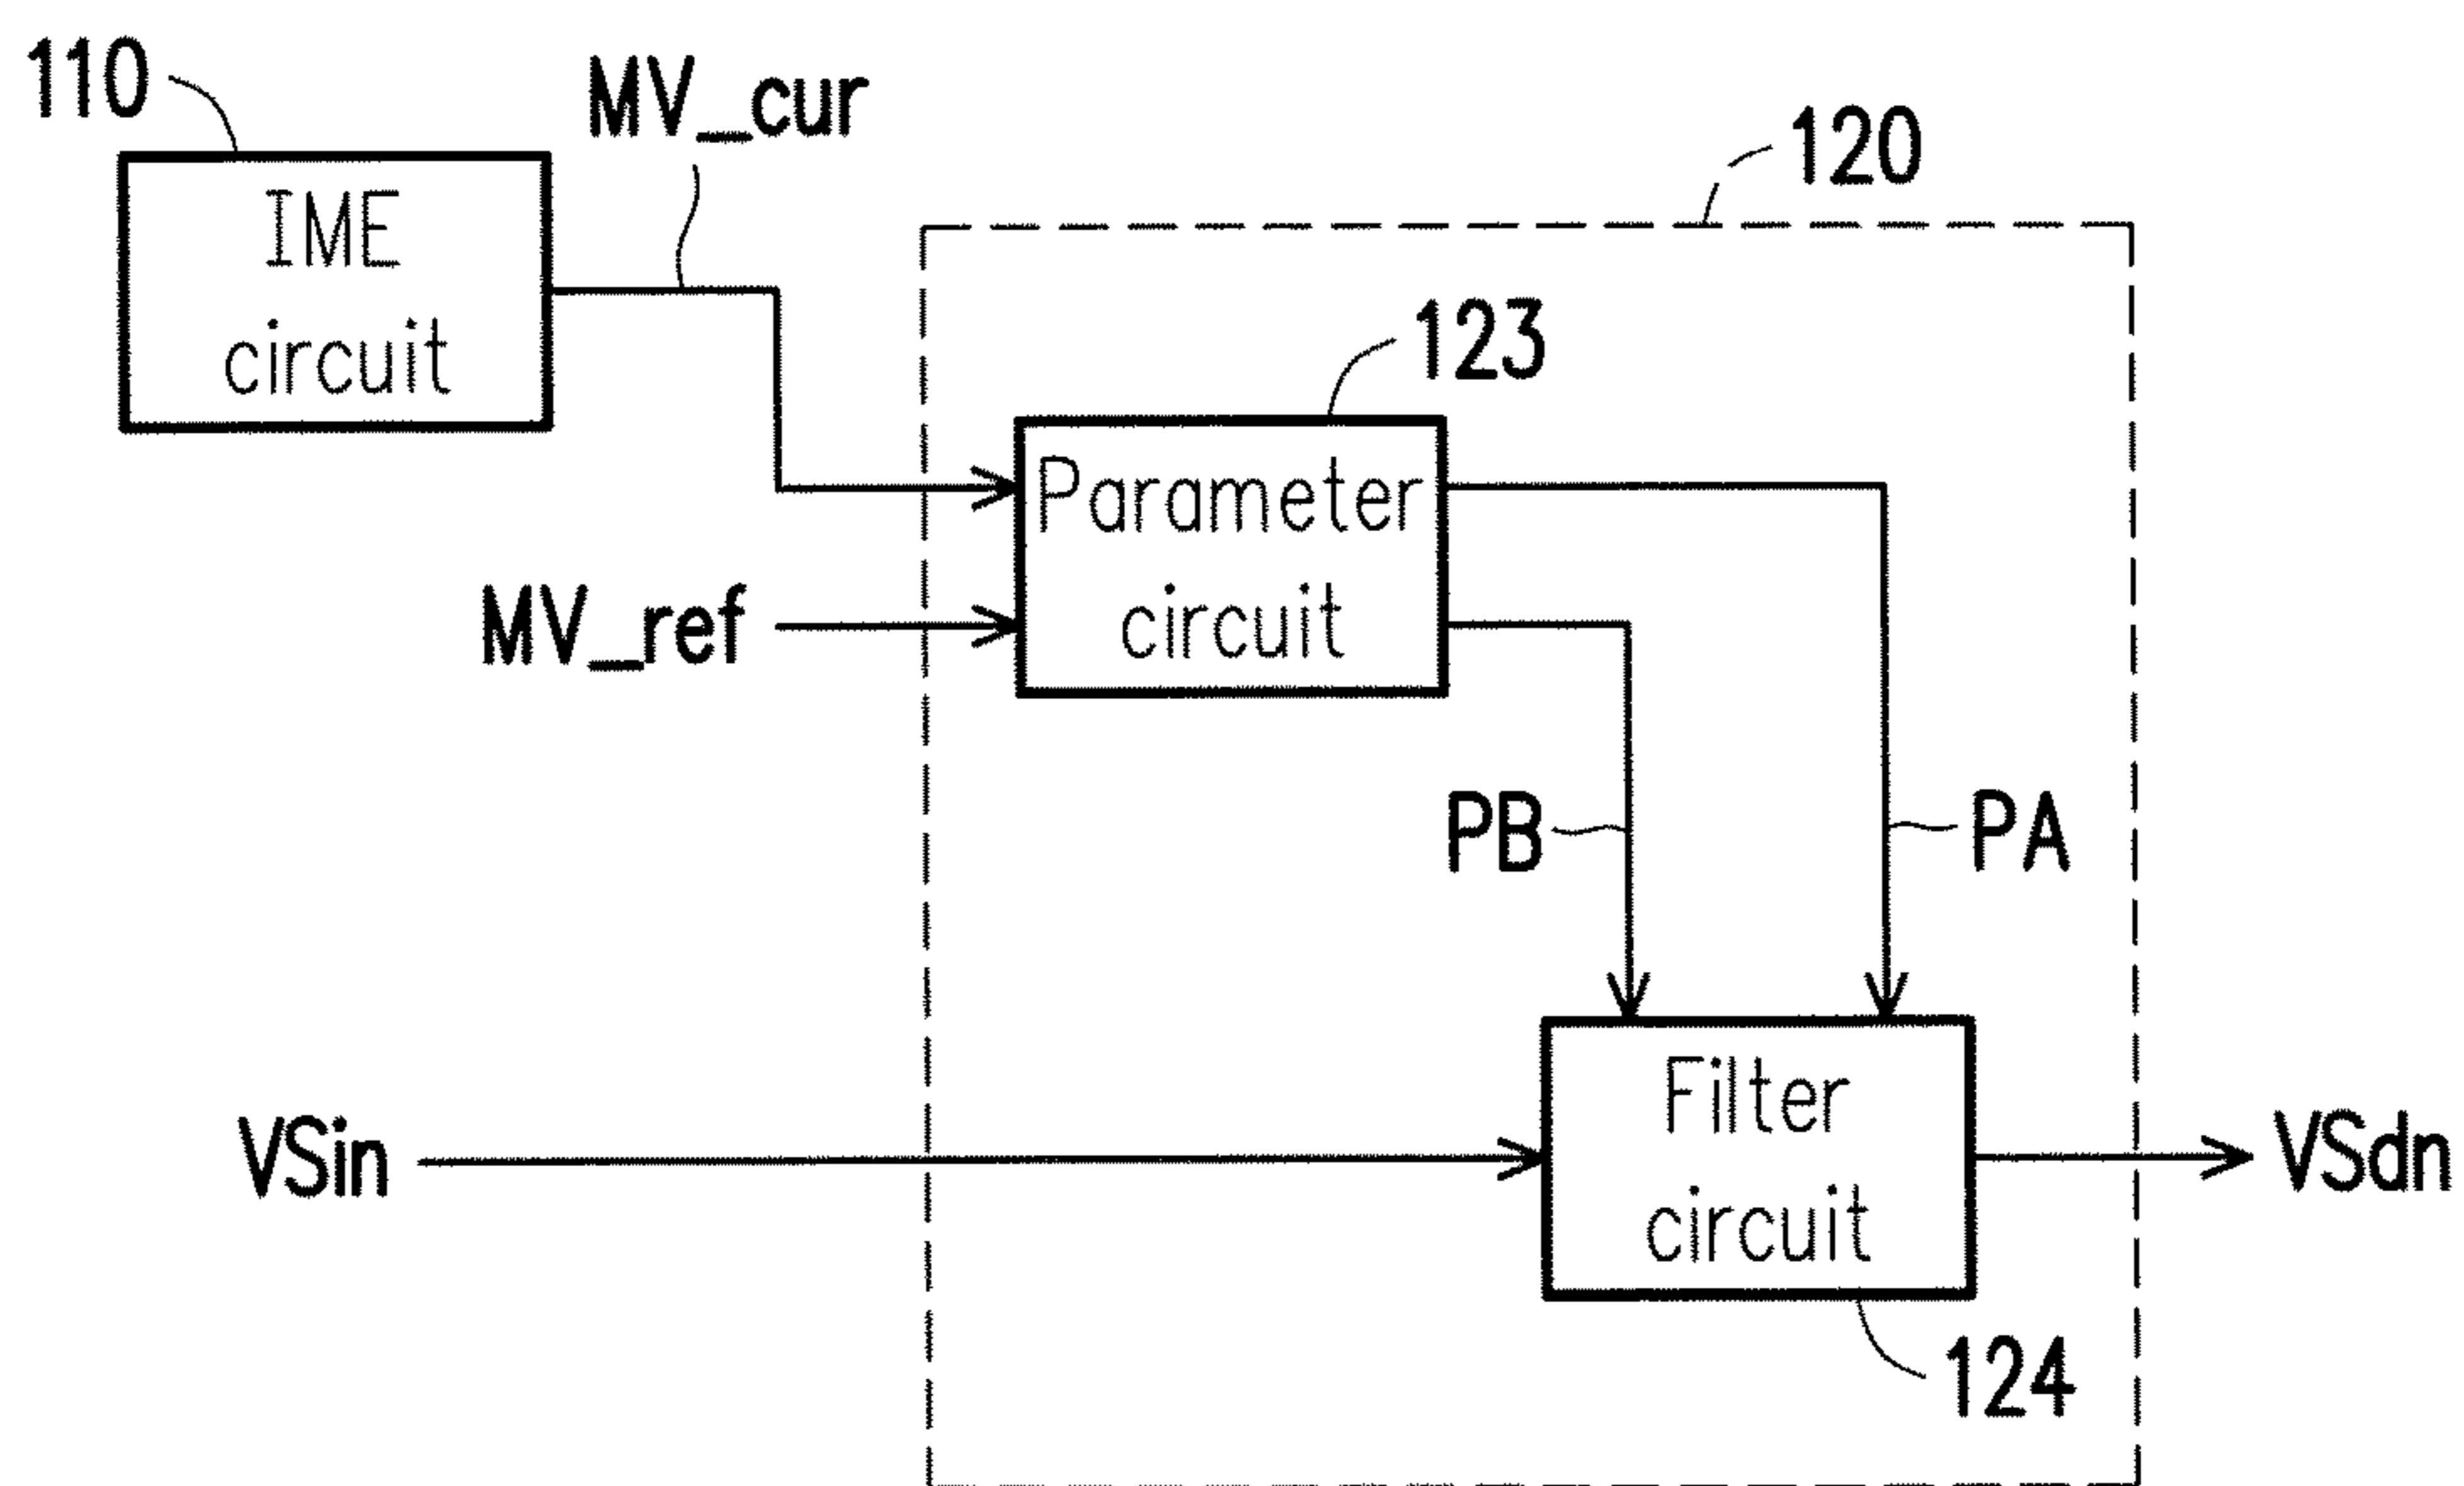 110
MV_cur
120
IME
circuit
123
Parameter
circuit
MV_ref
PB
PA
Filter
circuit
VSin
VSdn
124